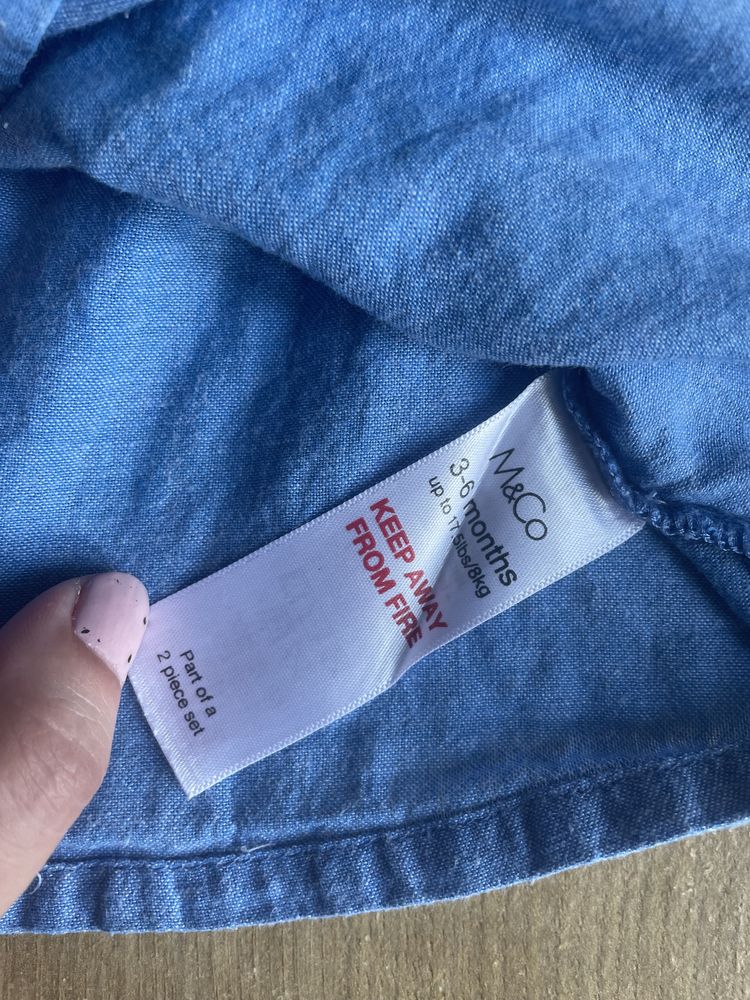 M&Co
3-6 months
up to 17.5lbs/8kg
KEEP AWAY
FROM FIRE
Part of a
2 piece set